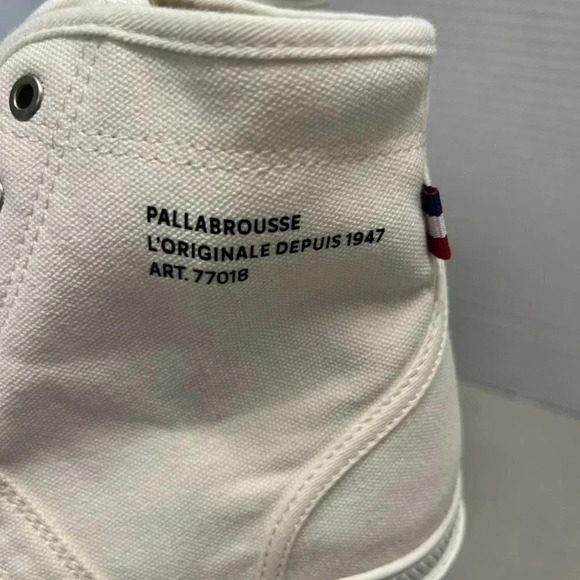 PALLABROUSSE
L'ORIGINALE DEPUIS 1947
ART. 77018